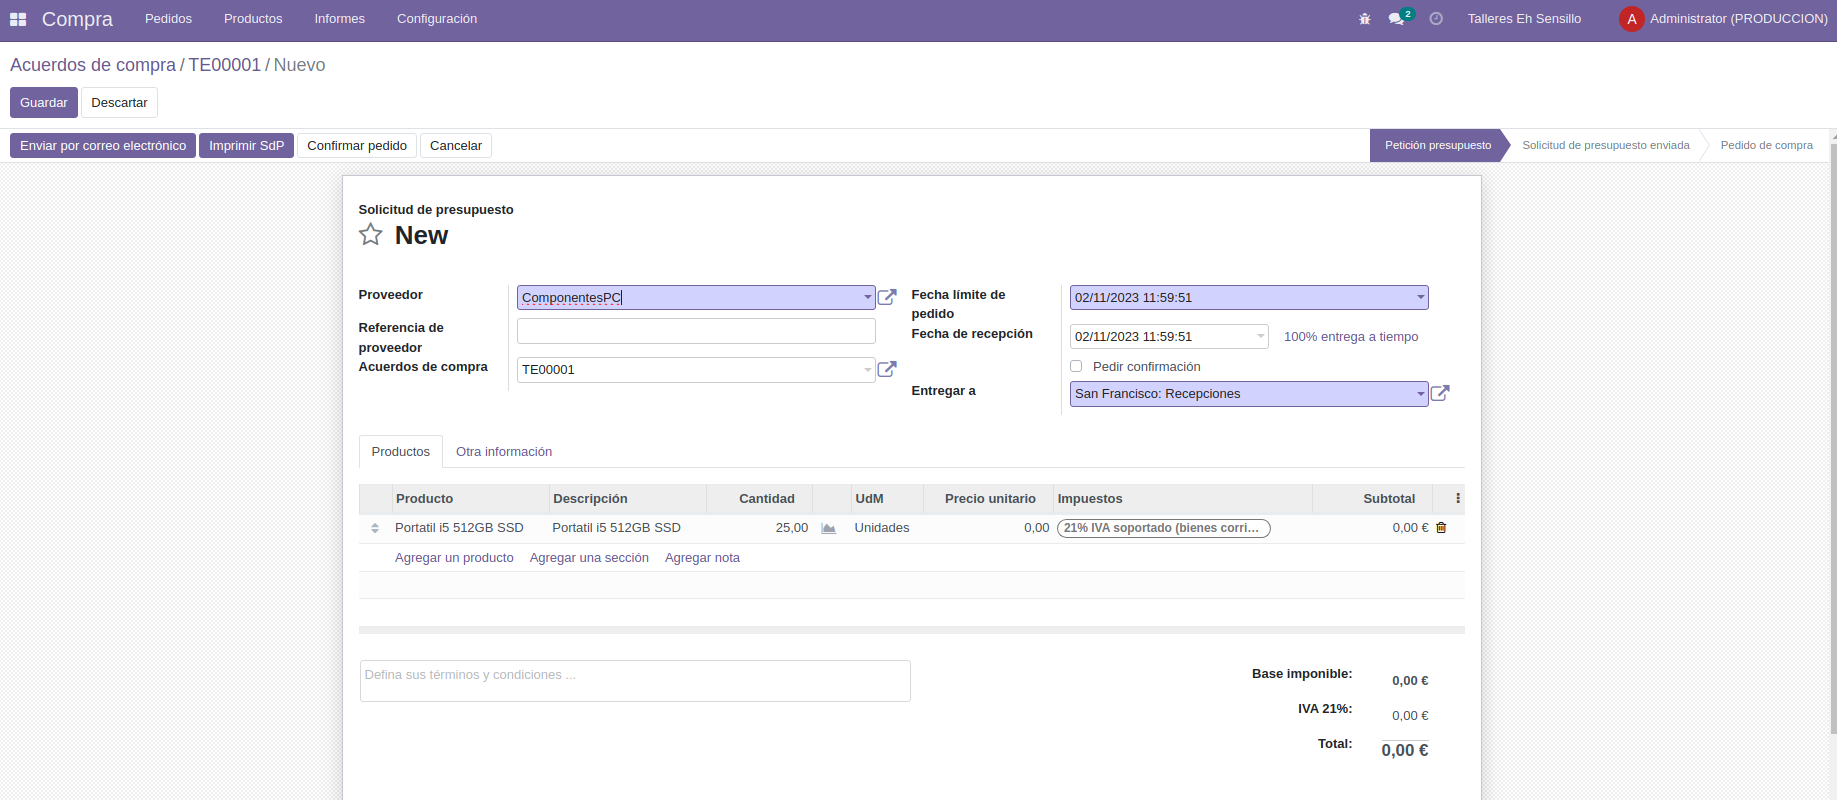 Compra Pedidos Productos Informes Configuración 2 Talleres Eh Sensillo A Administrator (PRODUCCION)
Acuerdos de compra / TE00001 / Nuevo
Guardar Descartar
Enviar por correo electrónico Imprimir SdP Confirmar pedido Cancelar Petición presupuesto Solicitud de presupuesto enviada Pedido de compra
Solicitud de presupuesto
New
Proveedor ComponentesPC
Referencia de
proveedor
Acuerdos de compra TE00001
Fecha límite de
pedido 02/11/2023 11:59:51
Fecha de recepción 02/11/2023 11:59:51 100% entrega a tiempo
Pedir confirmación
Entregar a San Francisco: Recepciones
Productos Otra información
Producto Descripción Cantidad UdM Precio unitario Impuestos Subtotal
Portatil i5 512GB SSD Portatil i5 512GB SSD 25,00 Unidades 0,00 21% IVA soportado (bienes corri... 0,00 €
Agregar un producto Agregar una sección Agregar nota
Defina sus términos y condiciones ...
Base imponible: 0,00 €
IVA 21%: 0,00 €
Total: 0,00 €